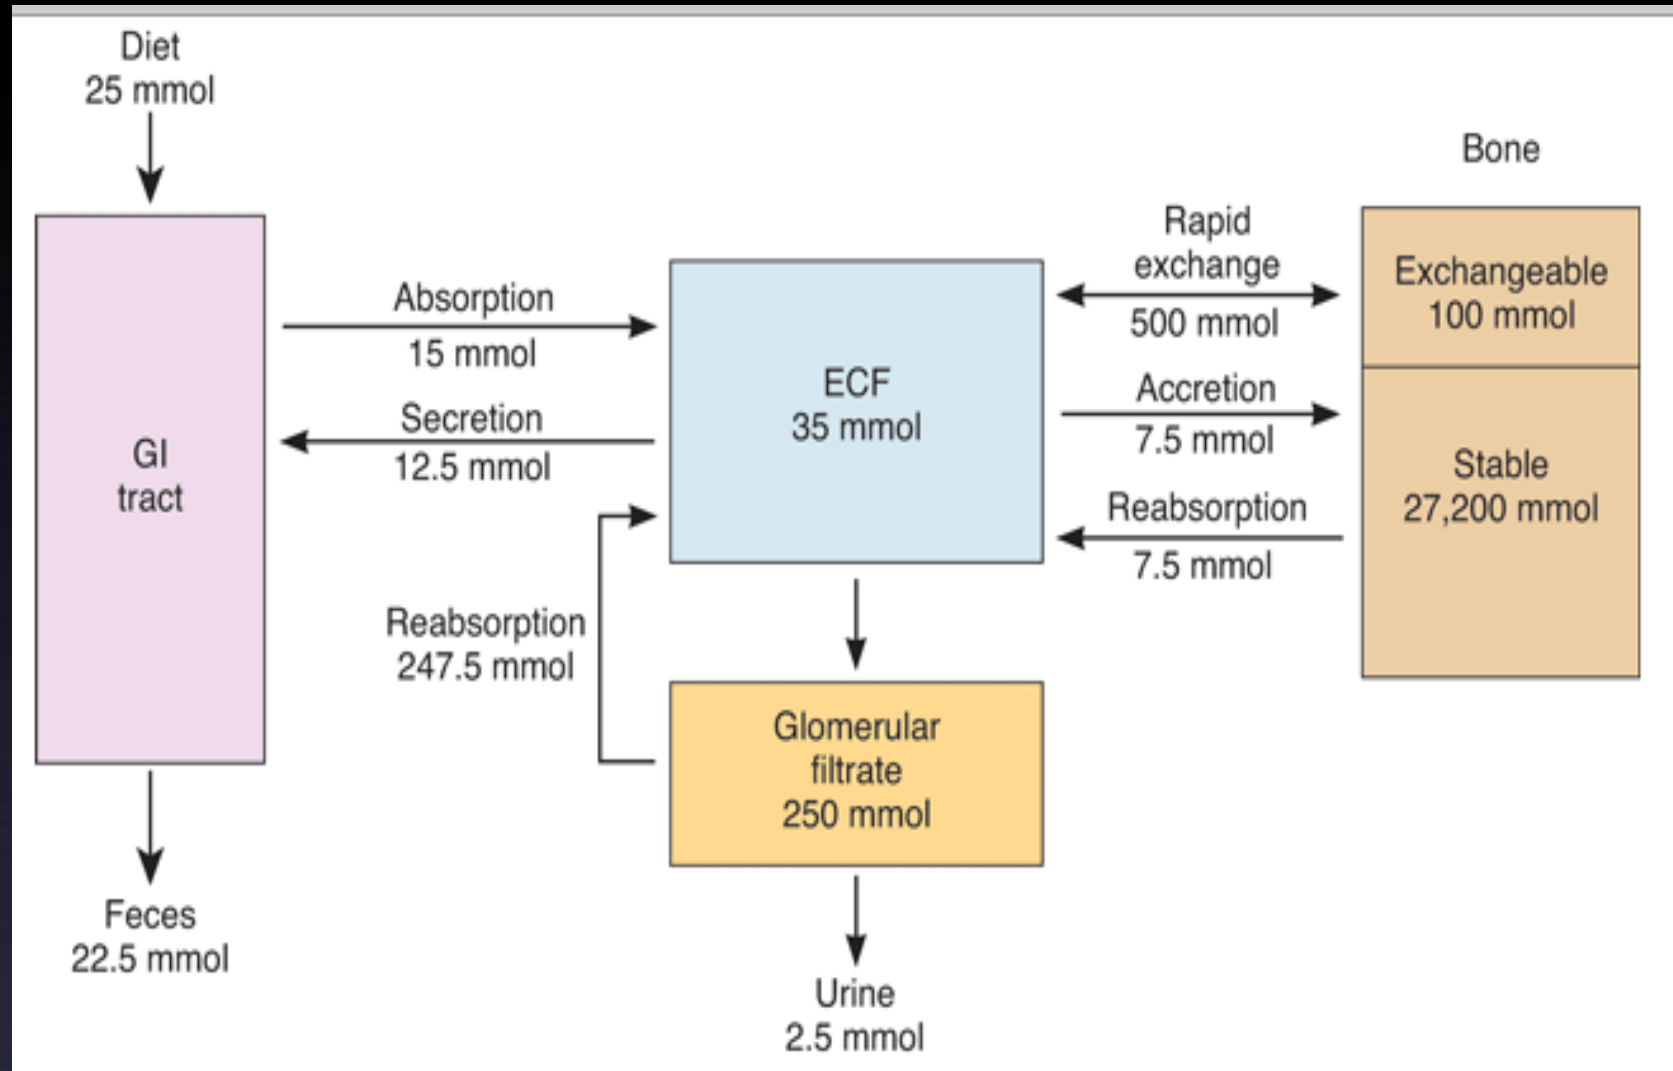 Diet
25 mmol
Bone
Rapid
exchange
500 mmol
Exchangeable
100 mmol
Absorption
15 mmol
ECF
35 mmol
Accretion
7.5 mmol
Secretion
12.5 mmol
GI
tract
Stable
27,200 mmol
Reabsorption
7.5 mmol
Reabsorption
247.5 mmol
Glomerular
filtrate
250 mmol
Feces
22.5 mmol
Urine
2.5 mmol